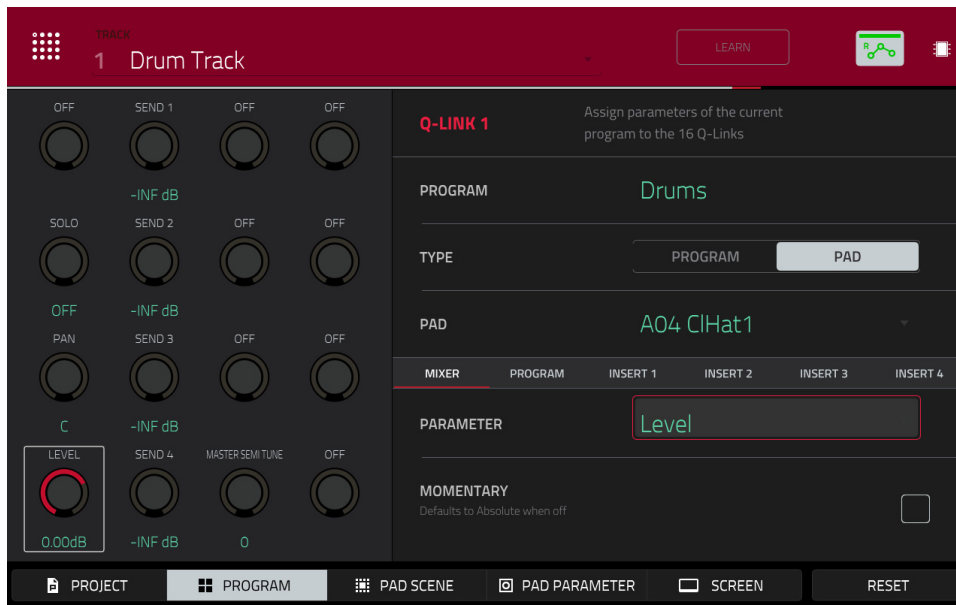 TRACK
1 Drum Track
LEARN
R
OFF SEND 1 OFF OFF
-INF dB
SOLO SEND 2 OFF OFF
OFF -INF dB
PAN SEND 3 OFF OFF
C -INF dB
LEVEL SEND 4 MASTER SEMI TUNE OFF
0.00dB -INF dB 0
Q-LINK 1
Assign parameters of the current
program to the 16 Q-Links
PROGRAM Drums
TYPE PROGRAM PAD
PAD A04 ClHat1
MIXER PROGRAM INSERT 1 INSERT 2 INSERT 3 INSERT 4
PARAMETER Level
MOMENTARY
Defaults to Absolute when off
PROJECT PROGRAM PAD SCENE PAD PARAMETER SCREEN RESET